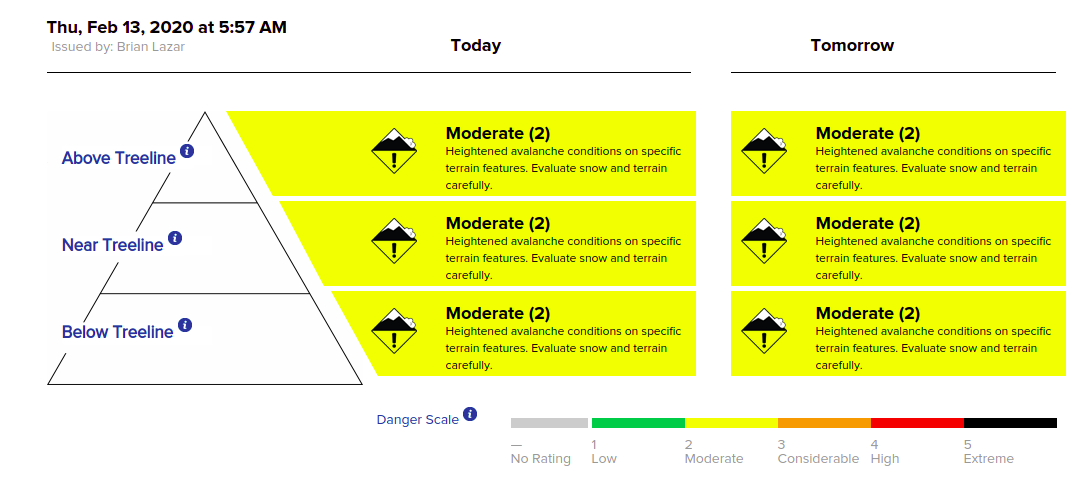 Thu, Feb 13, 2020 at 5:57 AM
Issued by: Brian Lazar
Today
Tomorrow
Above Treeline i
Moderate (2)
Heightened avalanche conditions on specific
terrain features. Evaluate snow and terrain
carefully.
Moderate (2)
Heightened avalanche conditions on specific
terrain features. Evaluate snow and terrain
carefully.
Near Treeline i
Moderate (2)
Heightened avalanche conditions on specific
terrain features. Evaluate snow and terrain
carefully.
Moderate (2)
Heightened avalanche conditions on specific
terrain features. Evaluate snow and terrain
carefully.
Below Treeline i
Moderate (2)
Heightened avalanche conditions on specific
terrain features. Evaluate snow and terrain
carefully.
Moderate (2)
Heightened avalanche conditions on specific
terrain features. Evaluate snow and terrain
carefully.
Danger Scale i
— 1 2 3 4 5
No Rating Low Moderate Considerable High Extreme